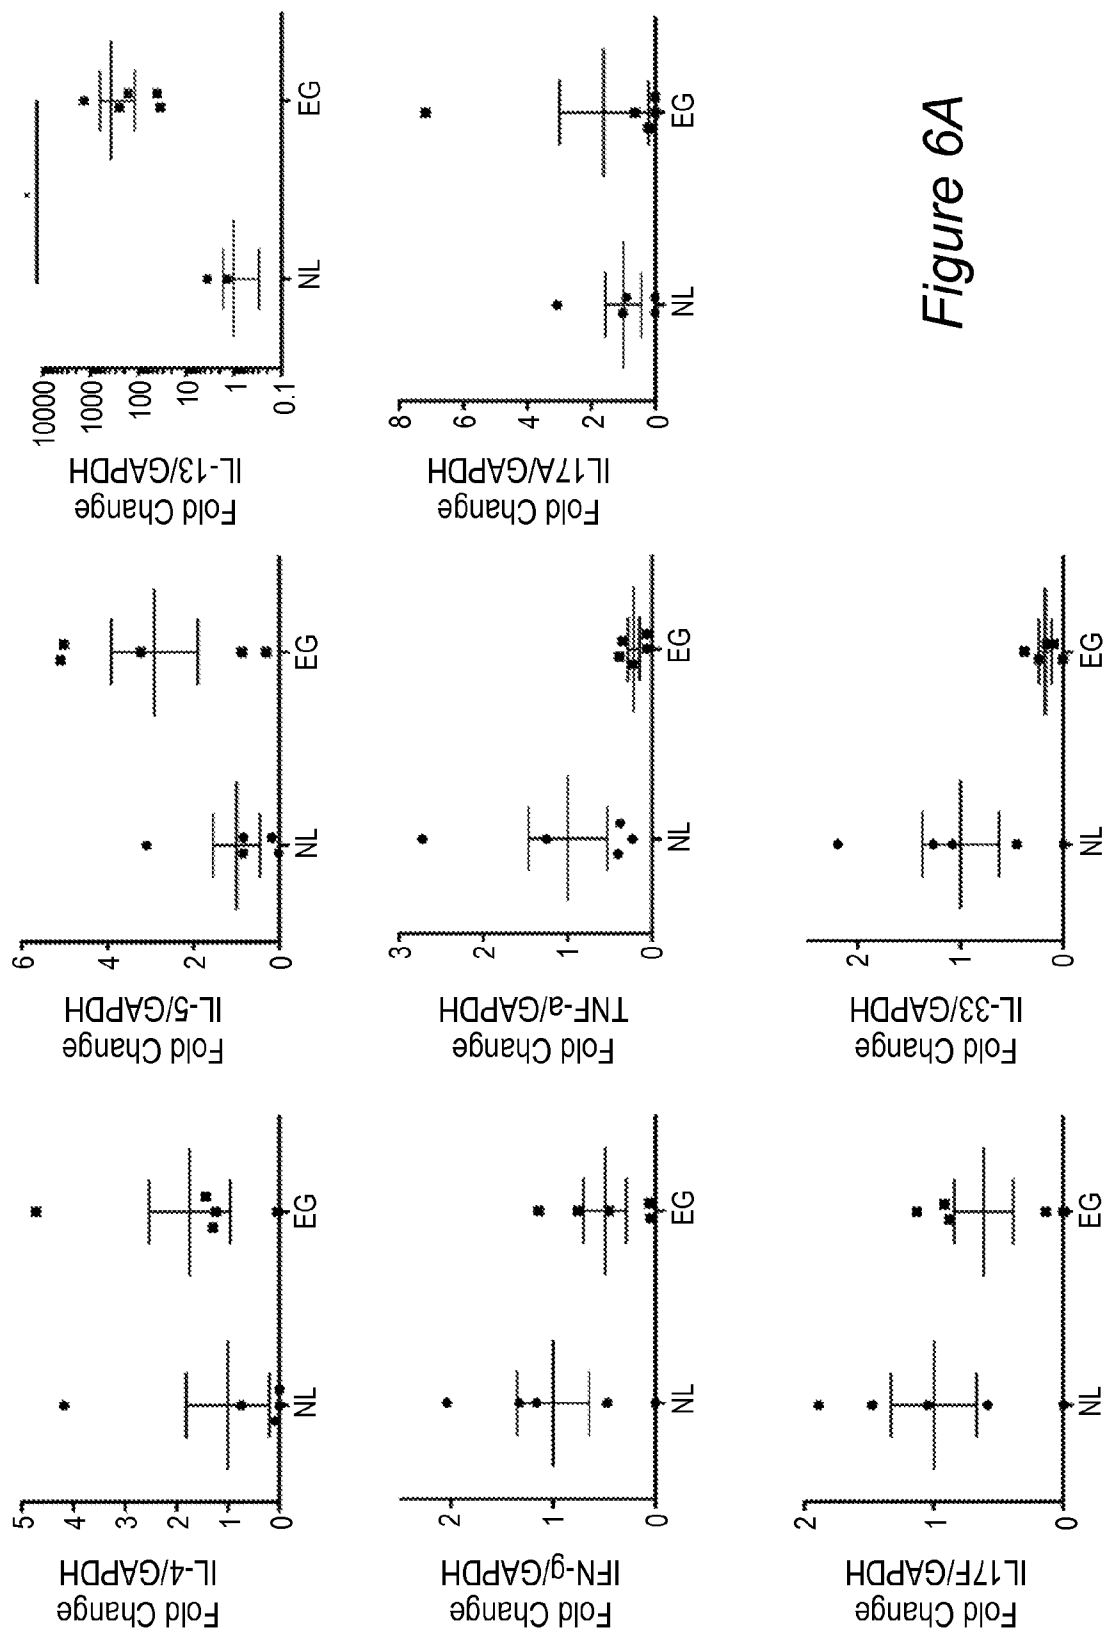 Fold Change
IL-4/GAPDH
5
4
3
2
1
0
NL
EG
Fold Change
IL-5/GAPDH
6
4
2
0
NL
EG
Fold Change
IL-13/GAPDH
10000
1000
100
10
1
0.1
*
NL
EG
Fold Change
IFN-g/GAPDH
2
1
0
NL
EG
Fold Change
TNF-a/GAPDH
3
2
1
0
NL
EG
Fold Change
IL17A/GAPDH
8
6
4
2
0
NL
EG
Fold Change
IL17F/GAPDH
2
1
0
NL
EG
Fold Change
IL-33/GAPDH
2
1
0
NL
EG
Figure 6A